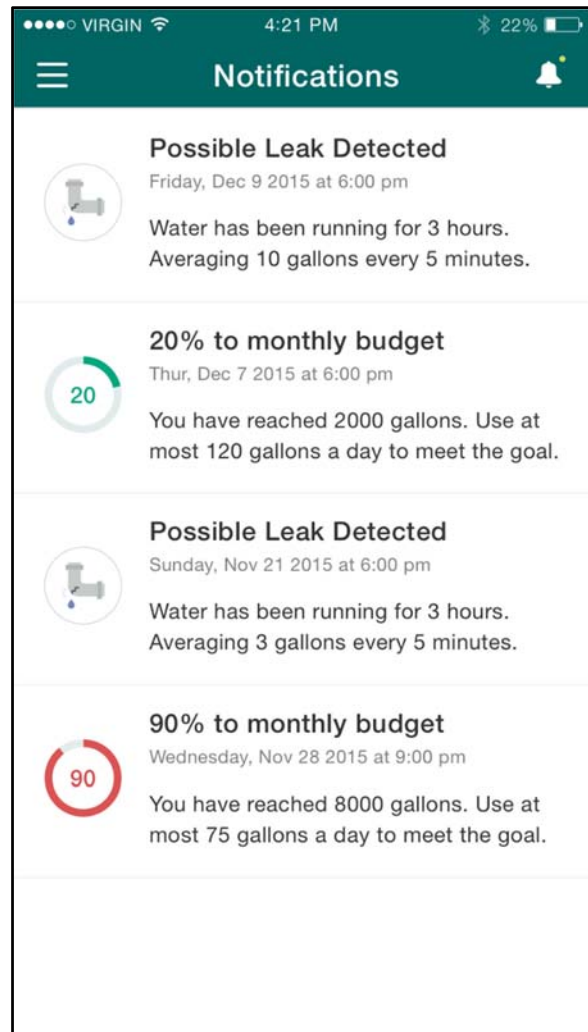 VIRGIN 4:21 PM 22%
Notifications
Possible Leak Detected
Friday, Dec 9 2015 at 6:00 pm
Water has been running for 3 hours.
Averaging 10 gallons every 5 minutes.
20% to monthly budget
Thur, Dec 7 2015 at 6:00 pm
20
You have reached 2000 gallons. Use at
most 120 gallons a day to meet the goal.
Possible Leak Detected
Sunday, Nov 21 2015 at 6:00 pm
Water has been running for 3 hours.
Averaging 3 gallons every 5 minutes.
90% to monthly budget
Wednesday, Nov 28 2015 at 9:00 pm
90
You have reached 8000 gallons. Use at
most 75 gallons a day to meet the goal.